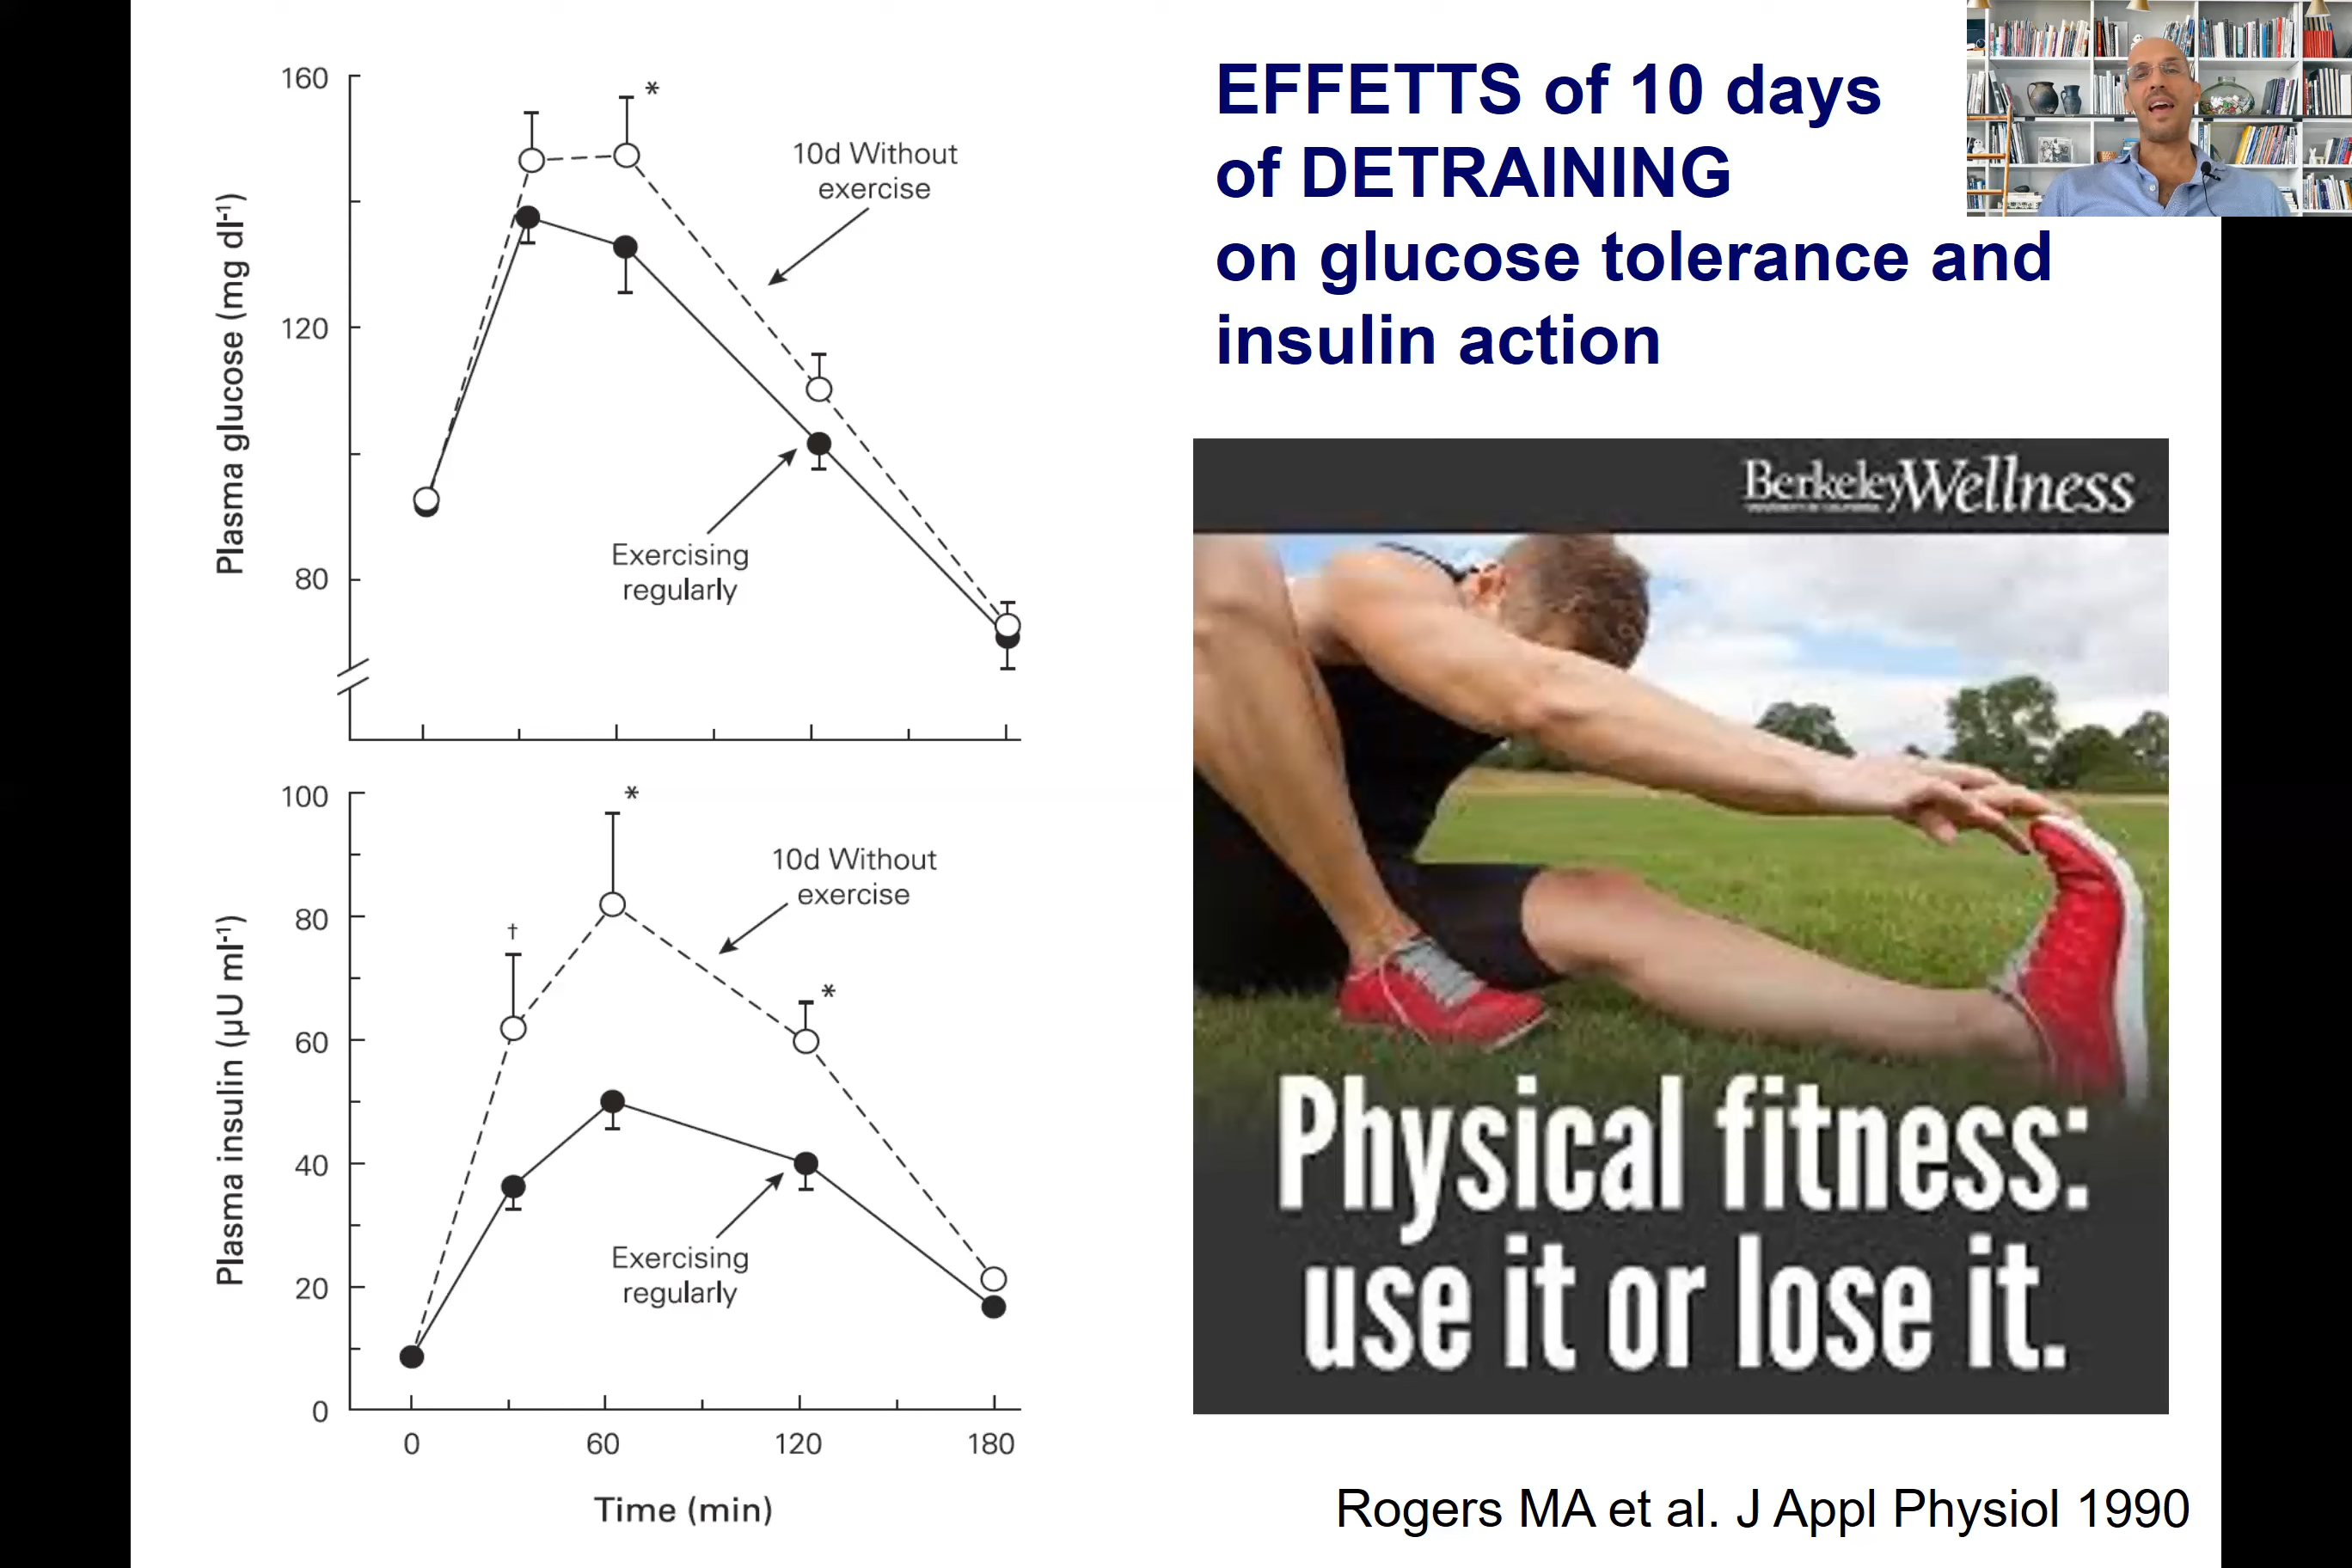 EFFETTS of 10 days
of DETRAINING
on glucose tolerance and
insulin action
160
120
80
Plasma glucose (mg dl-1)
*
10d Without
exercise
Exercising
regularly
100
80
60
40
20
0
Plasma insulin (µU ml-1)
†
*
*
10d Without
exercise
Exercising
regularly
0 60 120 180
Time (min)
BerkeleyWellness
UNIVERSITY OF CALIFORNIA
Physical fitness:
use it or lose it.
Rogers MA et al. J Appl Physiol 1990